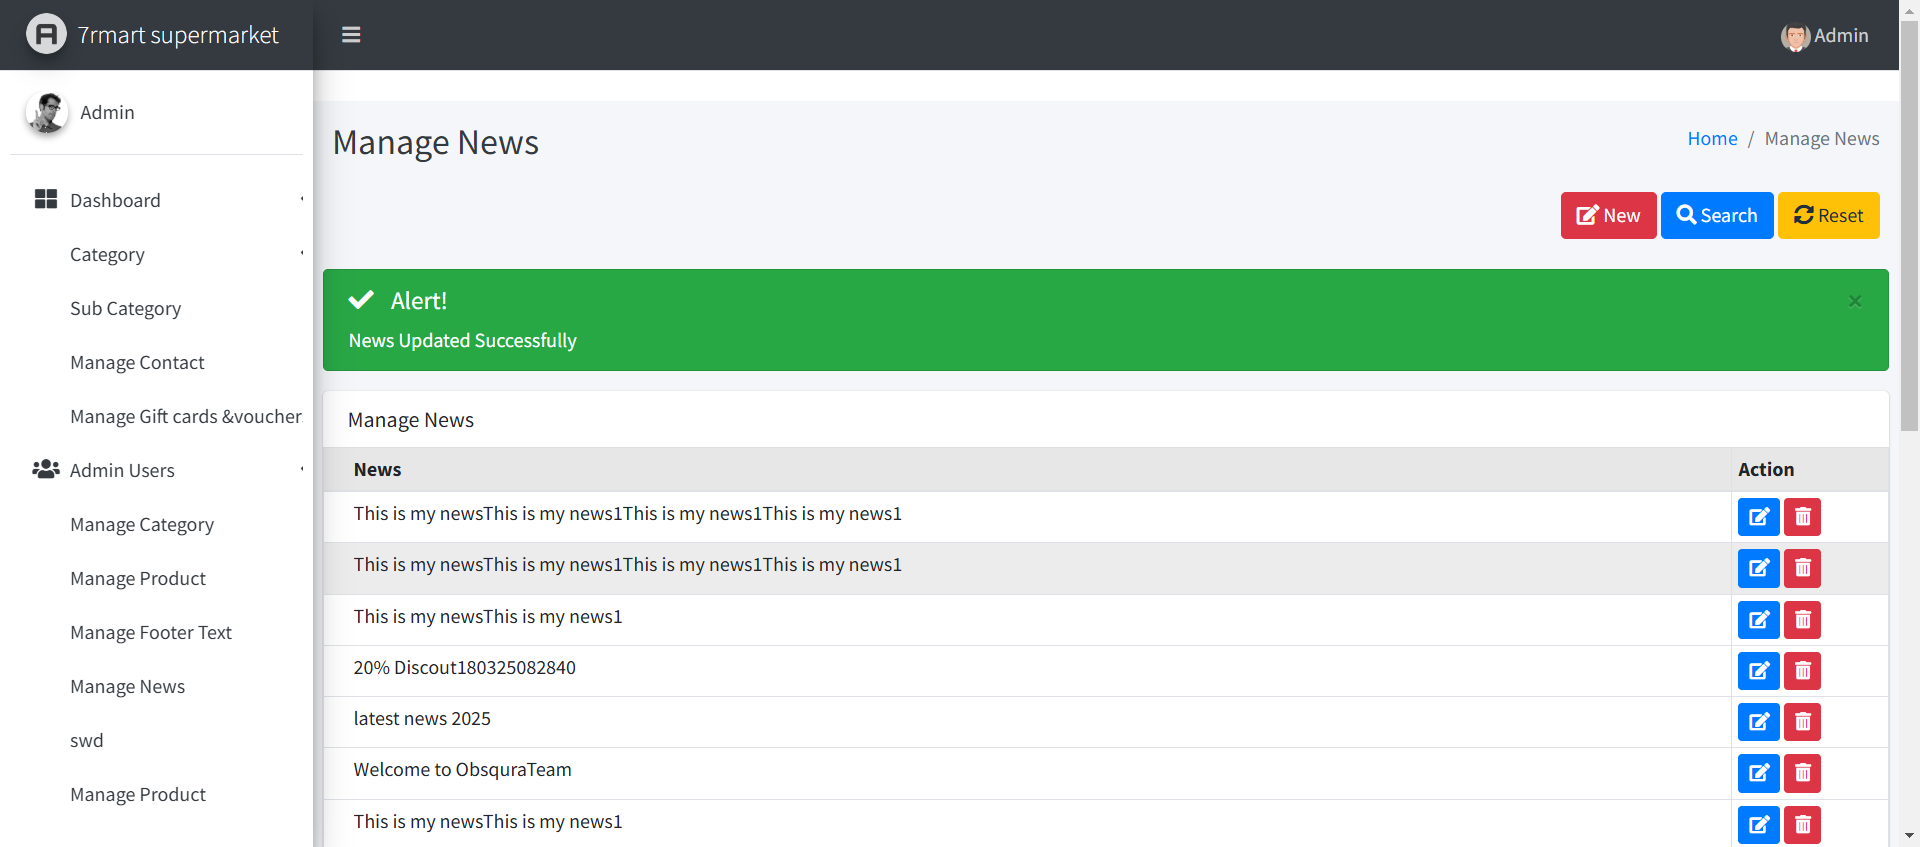 7rmart supermarket
Admin
Admin
Dashboard
Category
Sub Category
Manage Contact
Manage Gift cards &voucher
Admin Users
Manage Category
Manage Product
Manage Footer Text
Manage News
swd
Manage Product
Manage News
Home / Manage News
New
Search
Reset
Alert!
×
News Updated Successfully
Manage News
News Action
This is my newsThis is my news1This is my news1This is my news1
This is my newsThis is my news1This is my news1This is my news1
This is my newsThis is my news1
20% Discout180325082840
latest news 2025
Welcome to ObsquraTeam
This is my newsThis is my news1